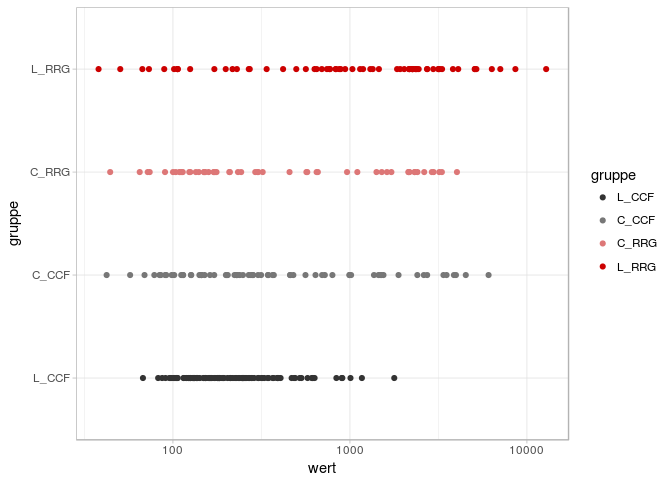 gruppe
L_RRG
C_RRG
C_CCF
L_CCF
100
1000
10000
wert
gruppe
L_CCF
C_CCF
C_RRG
L_RRG